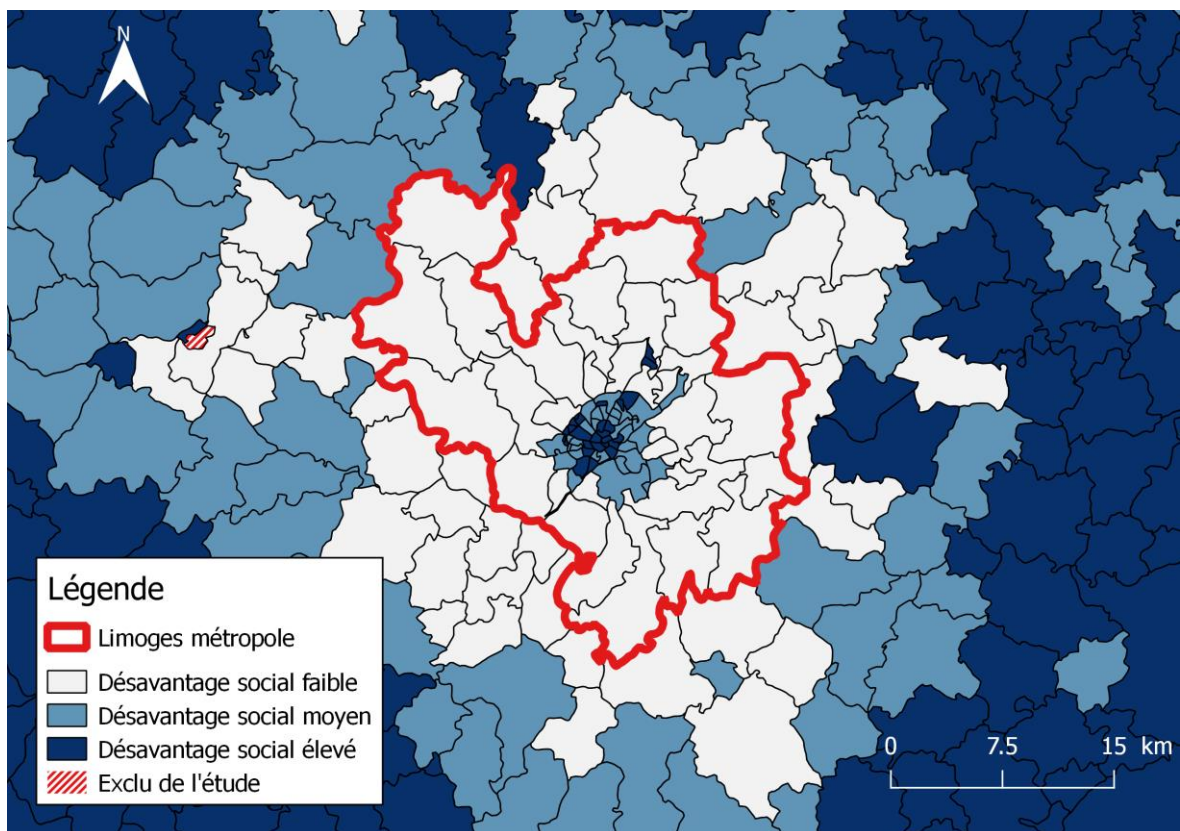 N
Légende
Limoges métropole
Désavantage social faible
Désavantage social moyen
Désavantage social élevé
Exclu de l'étude
0 7.5 15 km